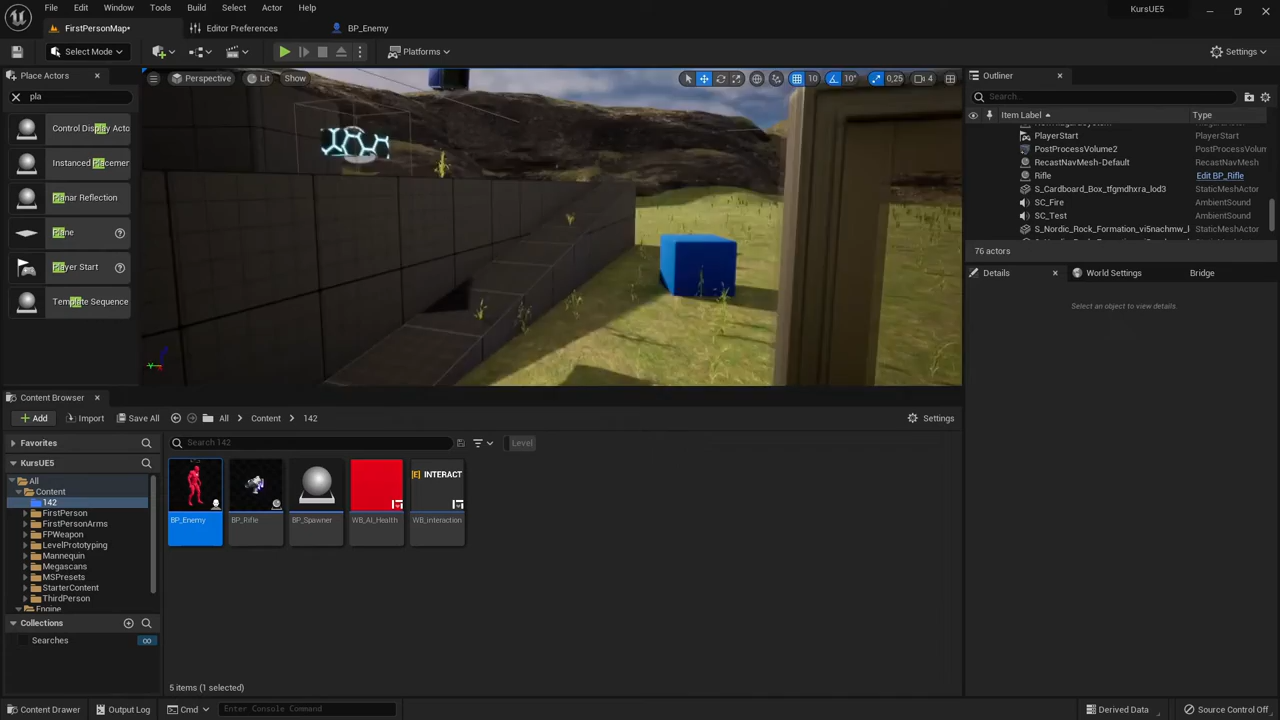 File Edit Window Tools Build Select Actor Help
KursUE5
FirstPersonMap•
Editor Preferences
BP_Enemy
Select Mode
Platforms
Settings
Place Actors
pla
Control Display Acto
Instanced Placemer
Planar Reflection
Plane
Player Start
Template Sequence
Perspective
Lit
Show
10
10°
0,25
4
Outliner
Search...
Item Label
Type
PlayerStart
PlayerStart
PostProcessVolume2
PostProcessVolun
RecastNavMesh-Default
RecastNavMesh
Rifle
Edit BP_Rifle
S_Cardboard_Box_tfgmdhxra_lod3
StaticMeshActor
SC_Fire
AmbientSound
SC_Test
AmbientSound
S_Nordic_Rock_Formation_vi5nachmw_l
StaticMeshActor
76 actors
Details
World Settings
Bridge
Select an object to view details.
Content Browser
Add
Import
Save All
All
Content
142
Settings
Favorites
KursUE5
All
Content
142
FirstPerson
FirstPersonArms
FPWeapon
LevelPrototyping
Mannequin
Megascans
MSPresets
StarterContent
ThirdPerson
Engine
Collections
Searches
Search 142
Level
[E] INTERACT
BP_Enemy
BP_Rifle
BP_Spawner
WB_AI_Health
WB_interaction
5 items (1 selected)
Content Drawer
Output Log
Cmd
Enter Console Command
Derived Data
Source Control Off